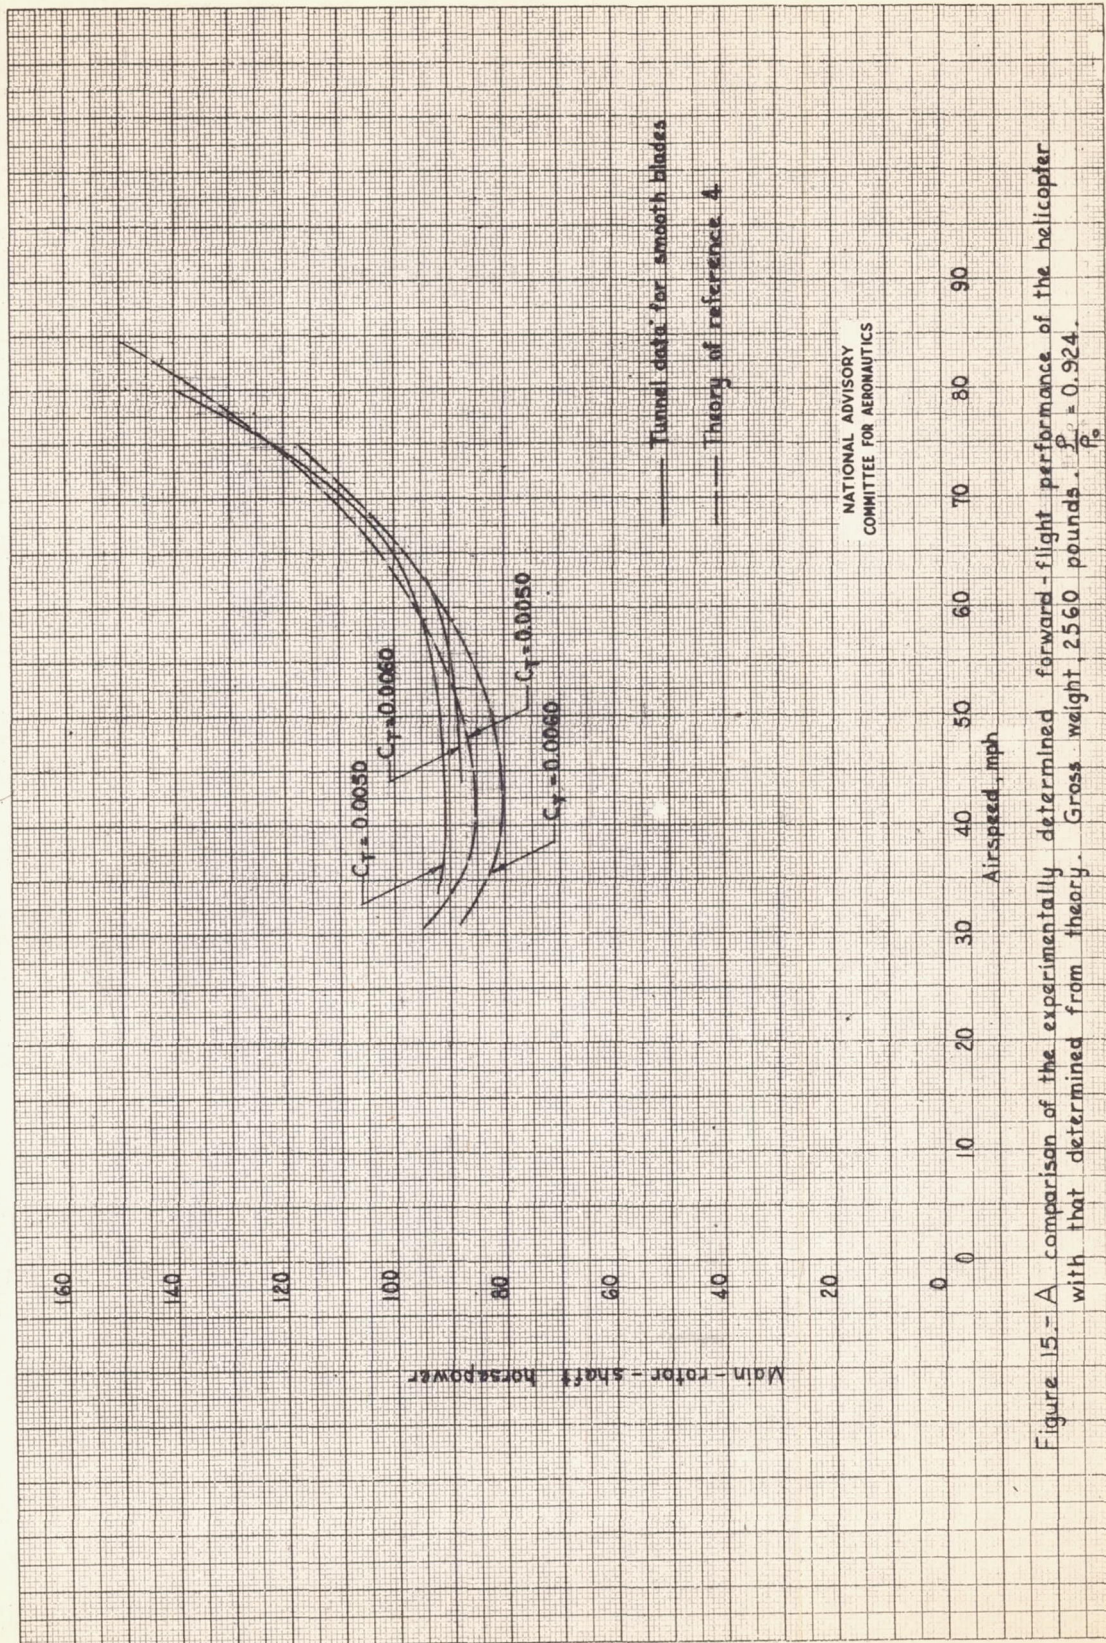 160
140
120
100
80
60
40
20
0
Main-rotor-shaft horsepower
C_T = 0.0050
C_T = 0.0060
C_T = 0.0050
C_T = 0.0060
Tunnel data for smooth blades
Theory of reference 4
NATIONAL ADVISORY
COMMITTEE FOR AERONAUTICS
0 10 20 30 40 50 60 70 80 90
Airspeed, mph
Figure 15.- A comparison of the experimentally determined forward-flight performance of the helicopter
with that determined from theory. Gross weight, 2560 pounds. ρ/ρ₀ = 0.924.